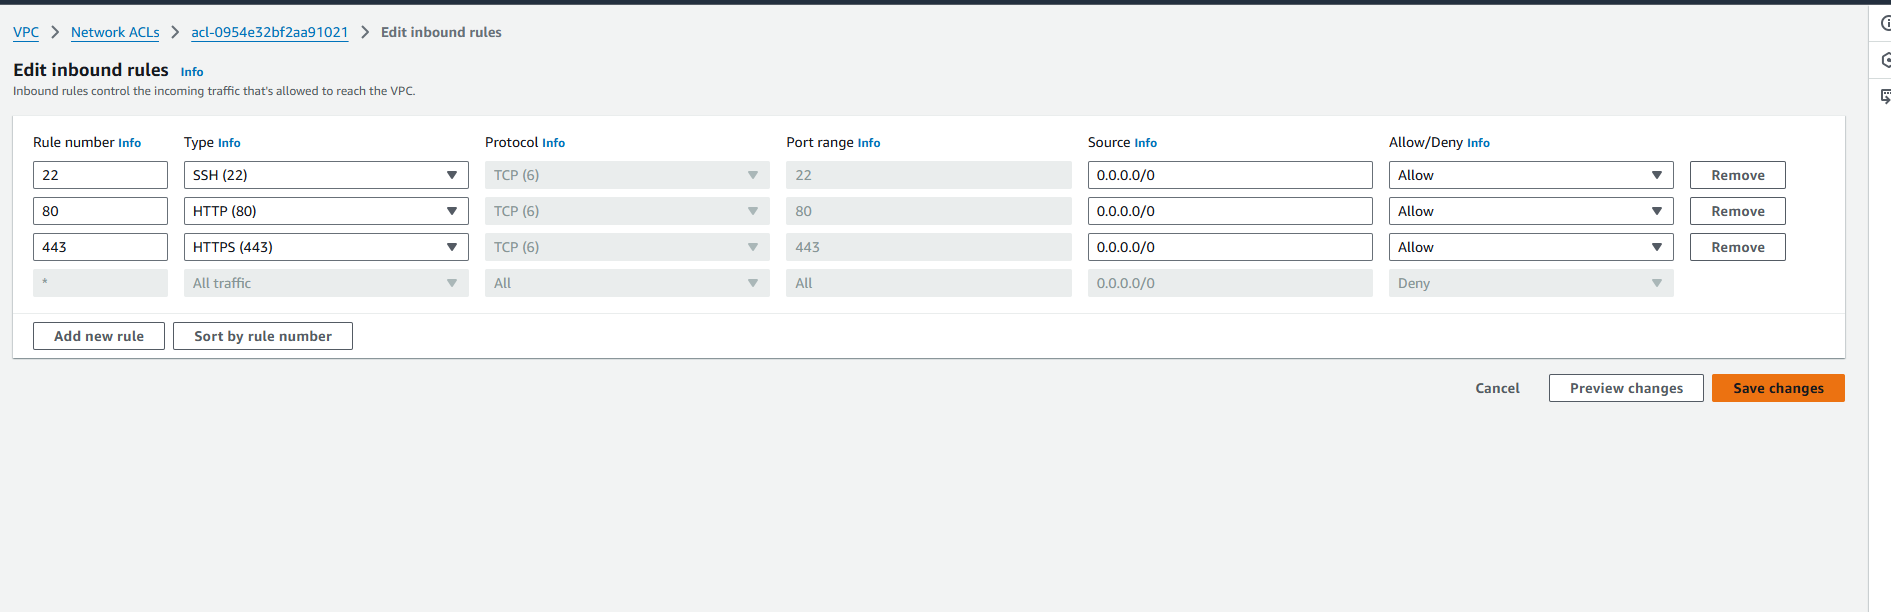 VPC > Network ACLs > acl-0954e32bf2aa91021 > Edit inbound rules
Edit inbound rules Info
Inbound rules control the incoming traffic that's allowed to reach the VPC.
Rule number Info Type Info Protocol Info Port range Info Source Info Allow/Deny Info
22 SSH (22) TCP (6) 22 0.0.0.0/0 Allow Remove
80 HTTP (80) TCP (6) 80 0.0.0.0/0 Allow Remove
443 HTTPS (443) TCP (6) 443 0.0.0.0/0 Allow Remove
* All traffic All All 0.0.0.0/0 Deny
Add new rule Sort by rule number
Cancel Preview changes Save changes